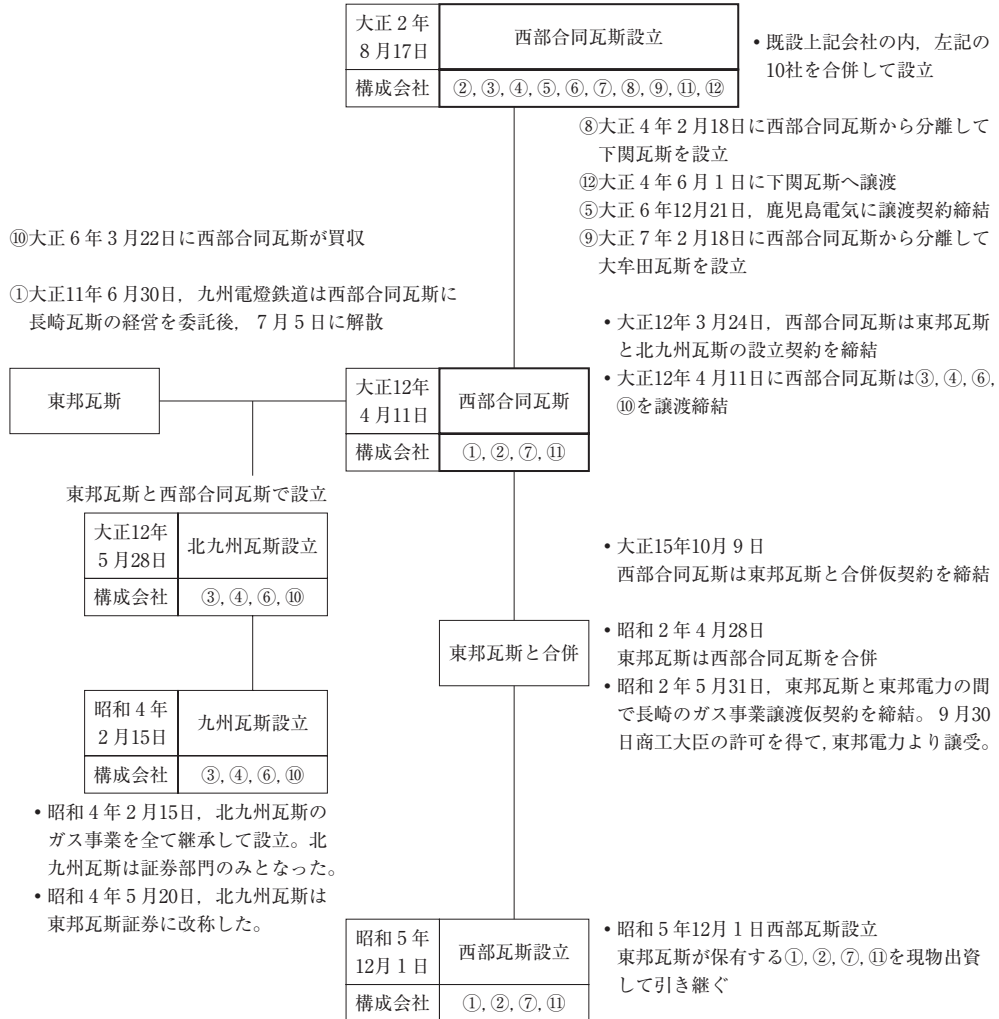 大正2年
8月17日
西部合同瓦斯設立
構成会社
②,③,④,⑤,⑥,⑦,⑧,⑨,⑪,⑫
•既設上記会社の内,左記の
10社を合併して設立
⑧大正4年2月18日に西部合同瓦斯から分離して
下関瓦斯を設立
⑫大正4年6月1日に下関瓦斯へ譲渡
⑤大正6年12月21日,鹿児島電気に譲渡契約締結
⑨大正7年2月18日に西部合同瓦斯から分離して
大牟田瓦斯を設立
⑩大正6年3月22日に西部合同瓦斯が買収
①大正11年6月30日,九州電燈鉄道は西部合同瓦斯に
長崎瓦斯の経営を委託後,7月5日に解散
•大正12年3月24日,西部合同瓦斯は東邦瓦斯
と北九州瓦斯の設立契約を締結
•大正12年4月11日に西部合同瓦斯は③,④,⑥,
⑩を譲渡締結
東邦瓦斯
大正12年
4月11日
西部合同瓦斯
構成会社
①,②,⑦,⑪
東邦瓦斯と西部合同瓦斯で設立
大正12年
5月28日
北九州瓦斯設立
構成会社
③,④,⑥,⑩
•大正15年10月9日
西部合同瓦斯は東邦瓦斯と合併仮契約を締結
東邦瓦斯と合併
•昭和2年4月28日
東邦瓦斯は西部合同瓦斯を合併
•昭和2年5月31日,東邦瓦斯と東邦電力の間
で長崎のガス事業譲渡仮契約を締結。9月30
日商工大臣の許可を得て,東邦電力より譲受。
昭和4年
2月15日
九州瓦斯設立
構成会社
③,④,⑥,⑩
•昭和4年2月15日,北九州瓦斯の
ガス事業を全て継承して設立。北
九州瓦斯は証券部門のみとなった。
•昭和4年5月20日,北九州瓦斯は
東邦瓦斯証券に改称した。
昭和5年
12月1日
西部瓦斯設立
構成会社
①,②,⑦,⑪
•昭和5年12月1日西部瓦斯設立
東邦瓦斯が保有する①,②,⑦,⑪を現物出資
して引き継ぐ